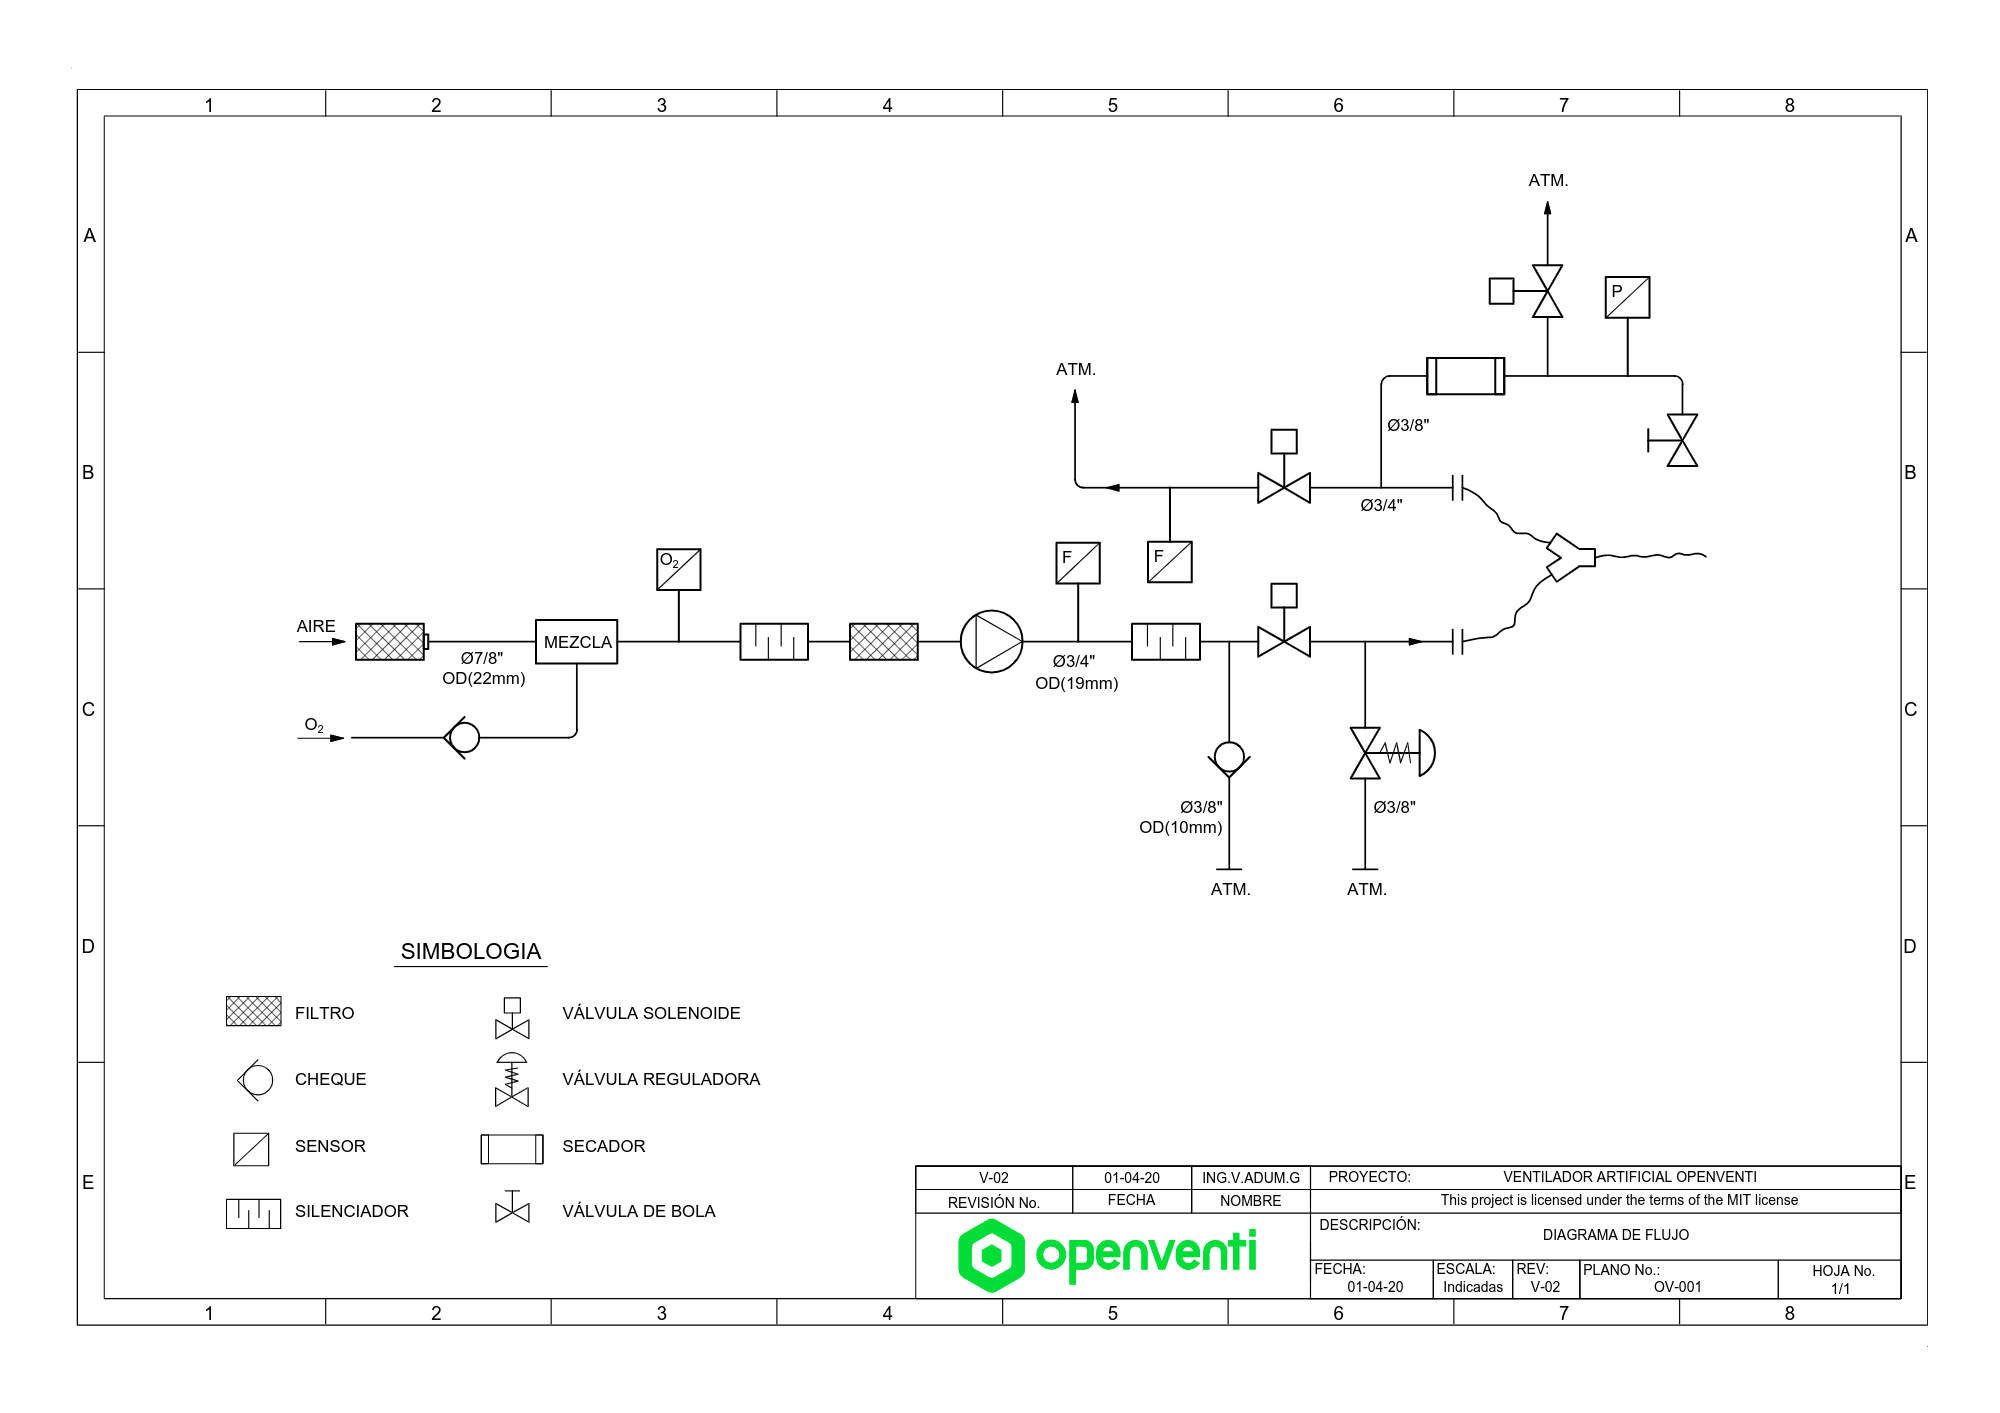 1 2 3 4 5 6 7 8
A A
ATM.
P
B B
ATM.
Ø3/8"
Ø3/4"
C C
O2
F
F
AIRE
MEZCLA
Ø7/8"
OD(22mm)
Ø3/4"
OD(19mm)
O2
Ø3/8"
OD(10mm)
Ø3/8"
ATM.
ATM.
D D
SIMBOLOGIA
FILTRO
VÁLVULA SOLENOIDE
CHEQUE
VÁLVULA REGULADORA
SENSOR
SECADOR
SILENCIADOR
VÁLVULA DE BOLA
E E
V-02 01-04-20 ING.V.ADUM.G
REVISIÓN No. FECHA NOMBRE
openventi
PROYECTO: VENTILADOR ARTIFICIAL OPENVENTI
This project is licensed under the terms of the MIT license
DESCRIPCIÓN:
DIAGRAMA DE FLUJO
FECHA: ESCALA: REV: PLANO No.: HOJA No.
01-04-20 Indicadas V-02 OV-001 1/1
1 2 3 4 5 6 7 8